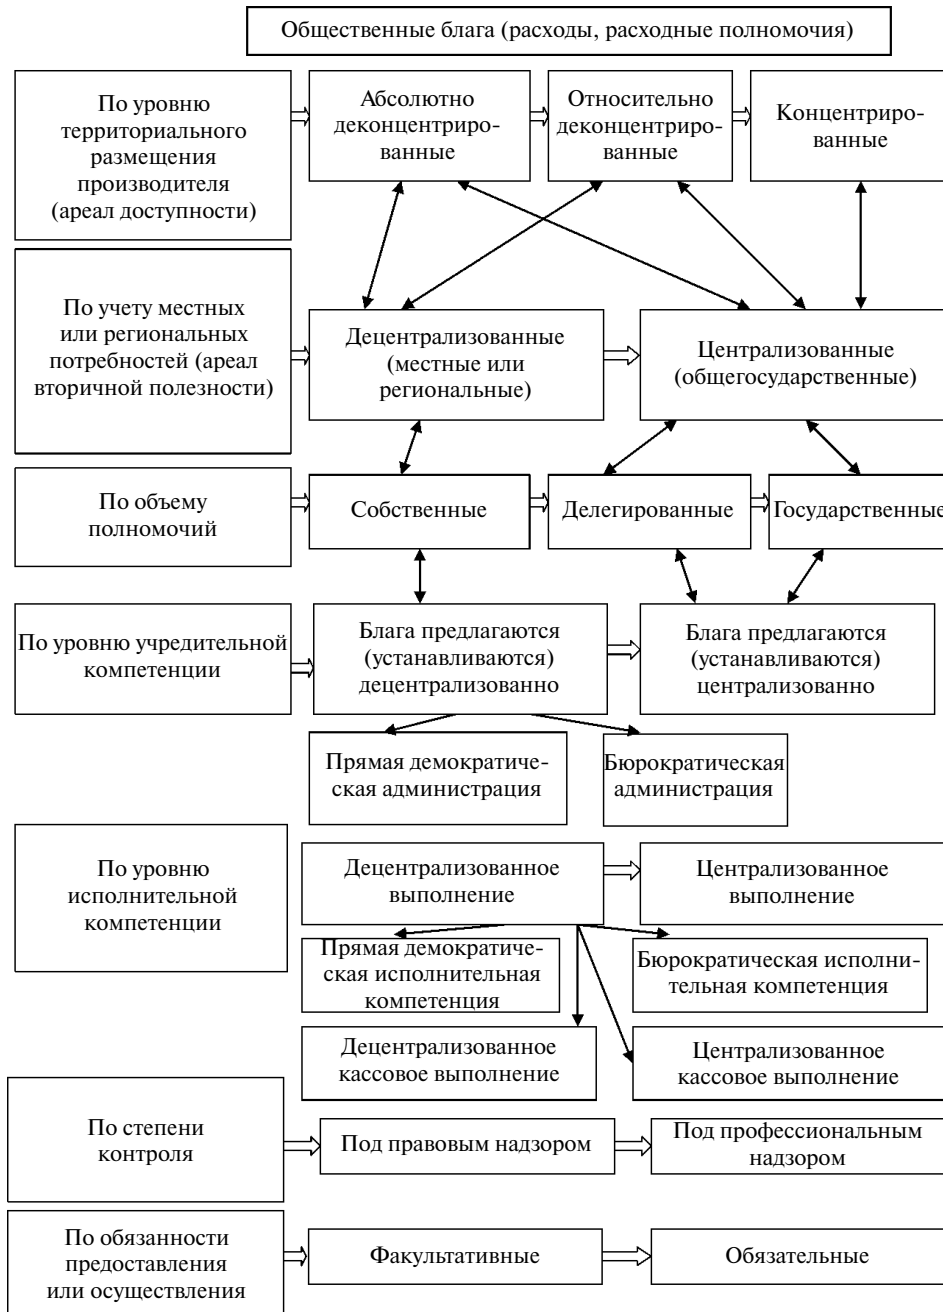 Общественные блага (расходы, расходные полномочия)
По уровню
территориального
размещения
производителя
(ареал доступности)
Абсолютно
деконцентриро-
ванные
Относительно
деконцентриро-
ванные
Концентриро-
ванные
По учету местных
или региональных
потребностей (ареал
вторичной полезности)
Децентрализованные
(местные или
региональные)
Централизованные
(общегосударственные)
По объему
полномочий
Собственные
Делегированные
Государственные
По уровню учредительной
компетенции
Блага предлагаются
(устанавливаются)
децентрализованно
Блага предлагаются
(устанавливаются)
централизованно
Прямая демократиче-
ская администрация
Бюрократическая
администрация
По уровню
исполнительной
компетенции
Децентрализованное
выполнение
Централизованное
выполнение
Прямая демократиче-
ская исполнительная
компетенция
Бюрократическая исполни-
тельная компетенция
Децентрализованное
кассовое выполнение
Централизованное
кассовое выполнение
По степени
контроля
Под правовым надзором
Под профессиональным
надзором
По обязанности
предоставления
или осуществления
Факультативные
Обязательные